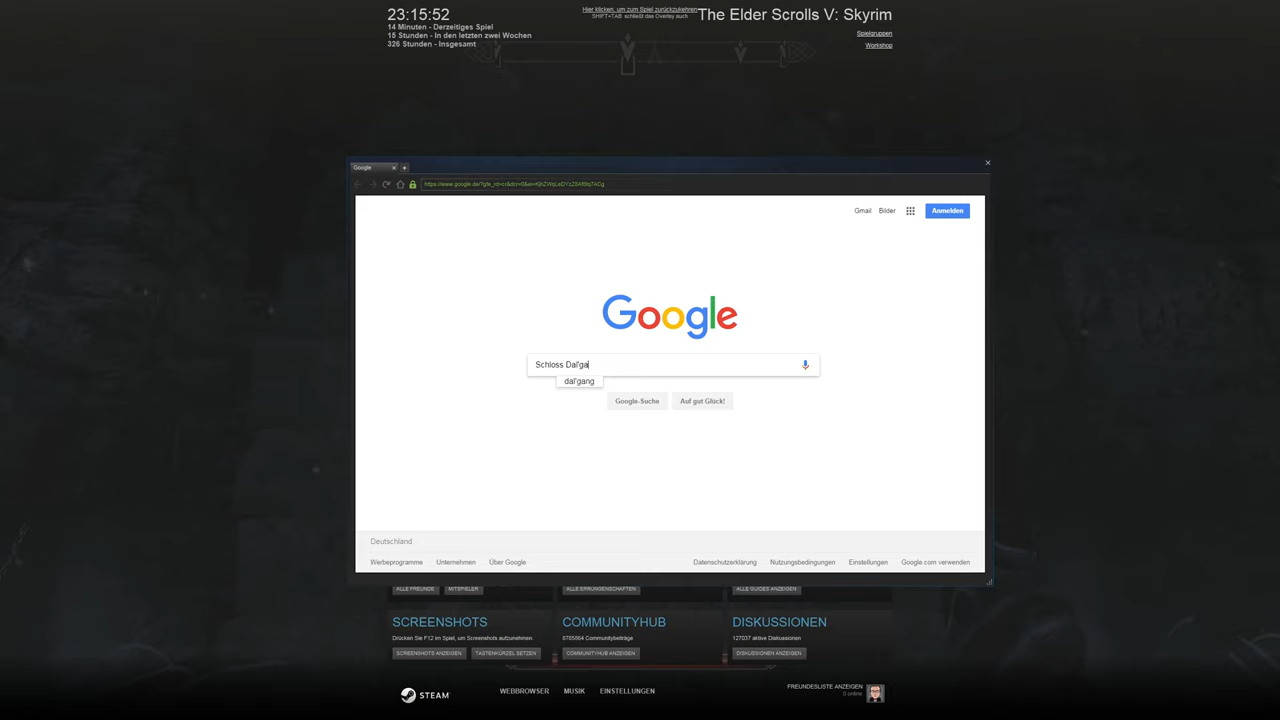 23:15:52
14 Minuten - Derzeitiges Spiel
15 Stunden - In den letzten zwei Wochen
326 Stunden - Insgesamt
Hier klicken, um zum Spiel zurückzukehren
SHIFT+TAB schließt das Overlay auch
The Elder Scrolls V: Skyrim
Spielgruppen
Workshop
Google
Gmail Bilder Anmelden
Google
Schloss Dal'ga
dal'gang
Google-Suche Auf gut Glück!
Deutschland
Werbeprogramme Unternehmen Über Google Datenschutzerklärung Nutzungsbedingungen Einstellungen Google.com verwenden
ALLE FREUNDE MITSPIELER ALLE ERRUNGENSCHAFTEN ALLE GUIDES ANZEIGEN
SCREENSHOTS COMMUNITYHUB DISKUSSIONEN
Drücken Sie F12 im Spiel, um Screenshots aufzunehmen. 8765864 Communitybeiträge 127037 aktive Diskussionen
SCREENSHOTS ANZEIGEN TASTENKÜRZEL SETZEN COMMUNITYHUB ANZEIGEN DISKUSSIONEN ANZEIGEN
STEAM WEBBROWSER MUSIK EINSTELLUNGEN FREUNDESLISTE ANZEIGEN
0 online